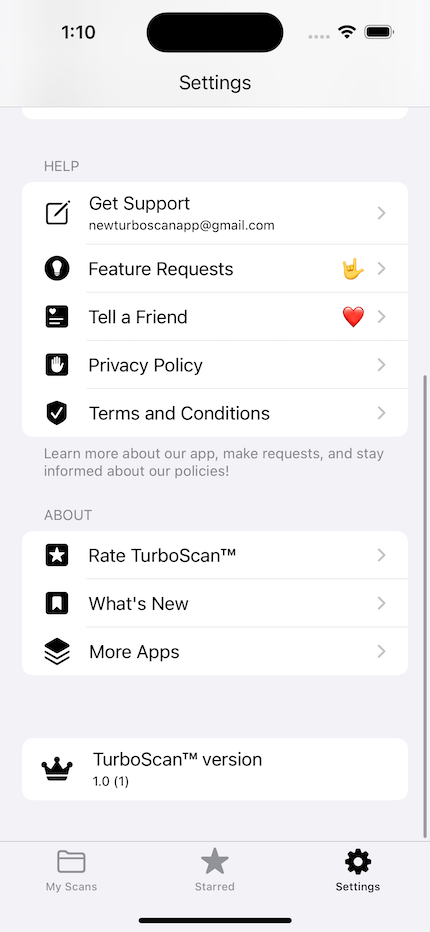 1:10
Settings
HELP
Get Support
newturboscanapp@gmail.com
Feature Requests
Tell a Friend
Privacy Policy
Terms and Conditions
Learn more about our app, make requests, and stay
informed about our policies!
ABOUT
Rate TurboScan™
What's New
More Apps
TurboScan™ version
1.0 (1)
My Scans
Starred
Settings